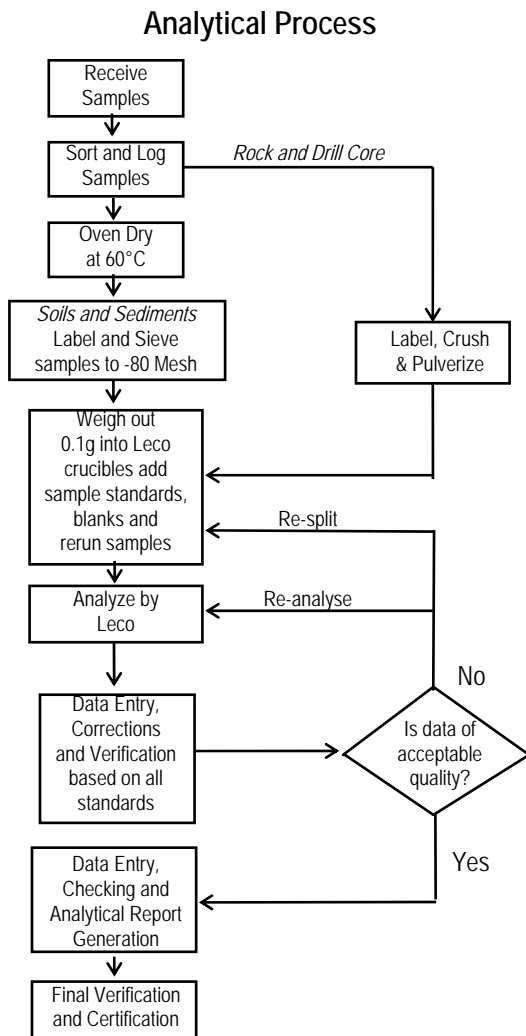 Analytical Process
Receive
Samples
Sort and Log
Samples
Rock and Drill Core
Oven Dry
at 60°C
Soils and Sediments
Label and Sieve
samples to -80 Mesh
Label, Crush
& Pulverize
Weigh out
0.1g into Leco
crucibles add
sample standards,
blanks and
rerun samples
Re-split
Analyze by
Leco
Re-analyse
No
Data Entry,
Corrections
and Verification
based on all
standards
Is data of
acceptable
quality?
Yes
Data Entry,
Checking and
Analytical Report
Generation
Final Verification
and Certification